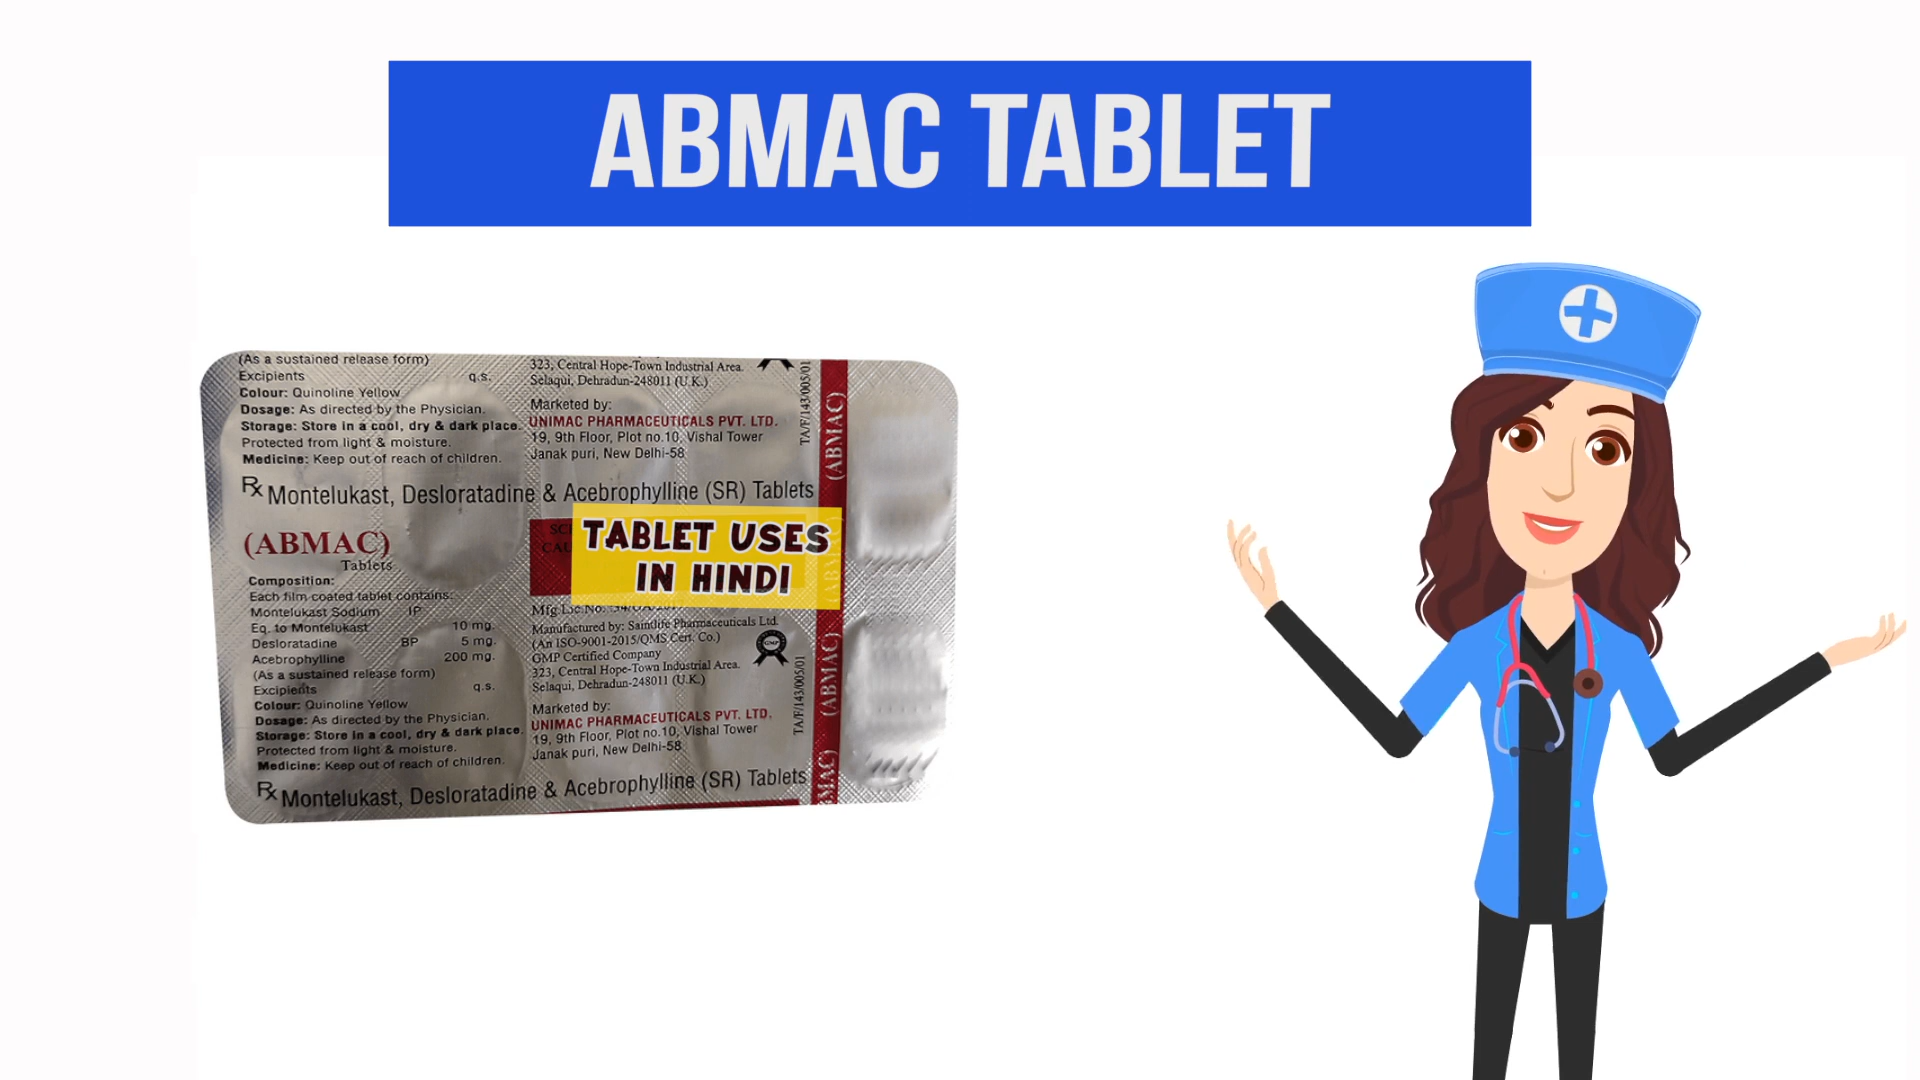 ABMAC TABLET
(As a sustained release form)
Excipients q.s.
Colour: Quinoline Yellow
Dosage: As directed by the Physician.
Storage: Store in a cool, dry & dark place.
Protected from light & moisture.
Medicine: Keep out of reach of children.
323, Central Hope-Town Industrial Area.
Selaqui, Dehradun-248011 (U.K.)
Marketed by:
UNIMAC PHARMACEUTICALS PVT. LTD.
19, 9th Floor, Plot no.10, Vishal Tower
Janak puri, New Delhi-58
TA/F/143/005/01
(ABMAC)
Rx Montelukast, Desloratadine & Acebrophylline (SR) Tablets
(ABMAC)
Tablets
Composition:
Each film coated tablet contains:
Montelukast Sodium IP
Eq. to Montelukast 10 mg.
Desloratadine BP 5 mg.
Acebrophylline 200 mg.
(As a sustained release form)
Excipients q.s.
Colour: Quinoline Yellow
Dosage: As directed by the Physician.
Storage: Store in a cool, dry & dark place.
Protected from light & moisture.
Medicine: Keep out of reach of children.
TABLET USES
IN HINDI
Mfg.Lic.No.:
Manufactured by: Saintlife Pharmaceuticals Ltd.
(An ISO-9001-2015/QMS Cert. Co.)
GMP Certified Company
GMP
323, Central Hope-Town Industrial Area.
Selaqui, Dehradun-248011 (U.K.)
Marketed by:
UNIMAC PHARMACEUTICALS PVT. LTD.
19, 9th Floor, Plot no.10, Vishal Tower
Janak puri, New Delhi-58
TA/F/143/005/01
(ABMAC)
Rx Montelukast, Desloratadine & Acebrophylline (SR) Tablets